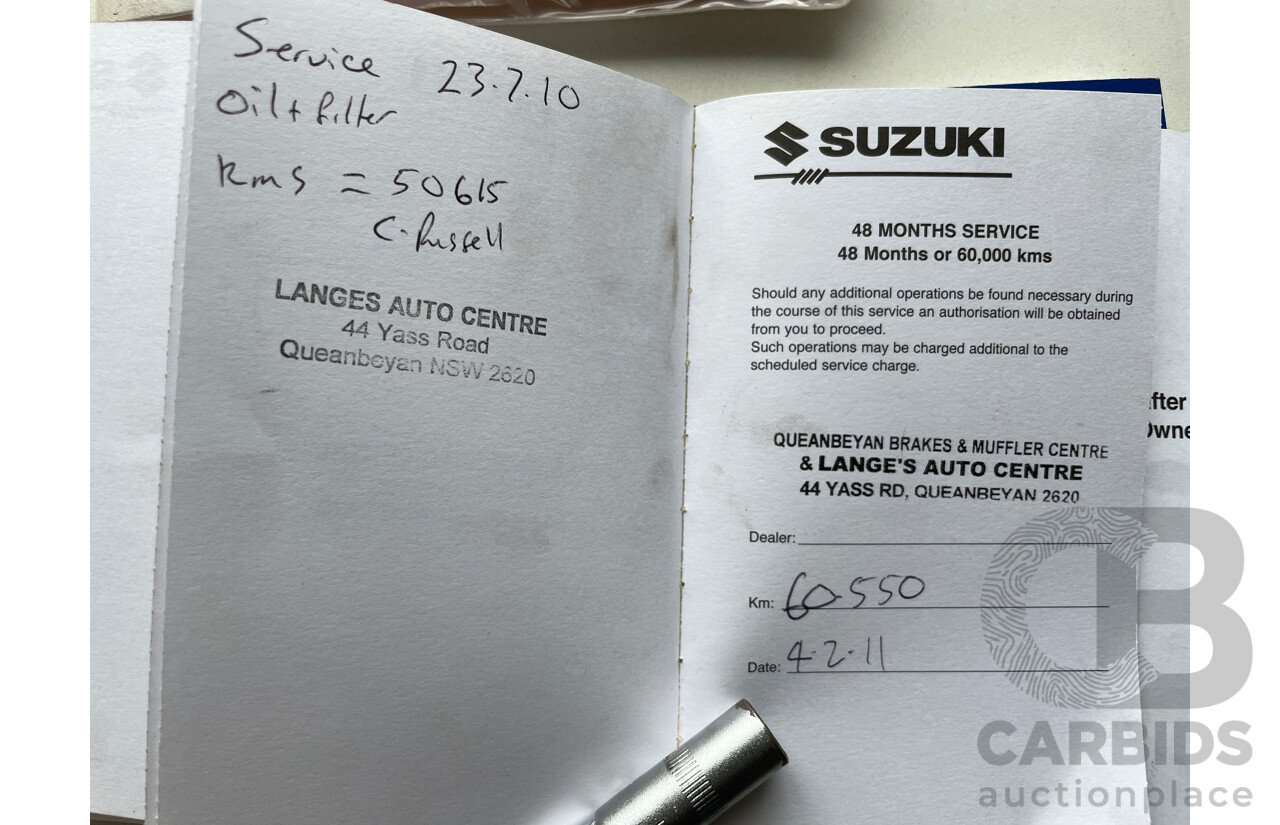 Service 23.7.10
Oil + filter
kms = 50615
C. Russell
LANGES AUTO CENTRE
44 Yass Road
Queanbeyan NSW 2620
SUZUKI
48 MONTHS SERVICE
48 Months or 60,000 kms
Should any additional operations be found necessary during
the course of this service an authorisation will be obtained
from you to proceed.
Such operations may be charged additional to the
scheduled service charge.
QUEANBEYAN BRAKES & MUFFLER CENTRE
& LANGE'S AUTO CENTRE
44 YASS RD, QUEANBEYAN 2620
Dealer:
Km: 60550
Date: 4-2-11
CARBIDS
auctionplace